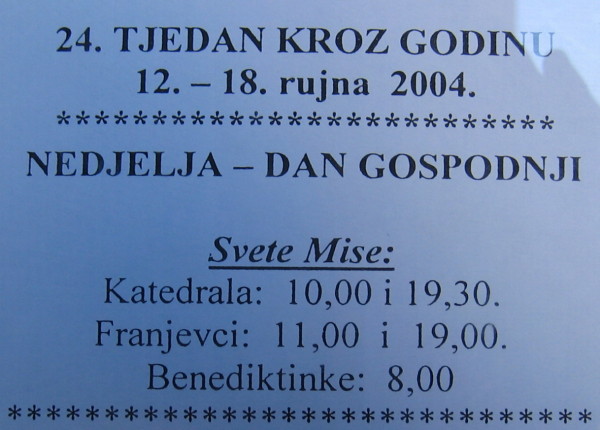 24. TJEDAN KROZ GODINU
12. – 18. rujna 2004.
**************************
NEDJELJA – DAN GOSPODNJI
Svete Mise:
Katedrala: 10,00 i 19,30.
Franjevci: 11,00 i 19,00.
Benediktinke: 8,00
*******************************